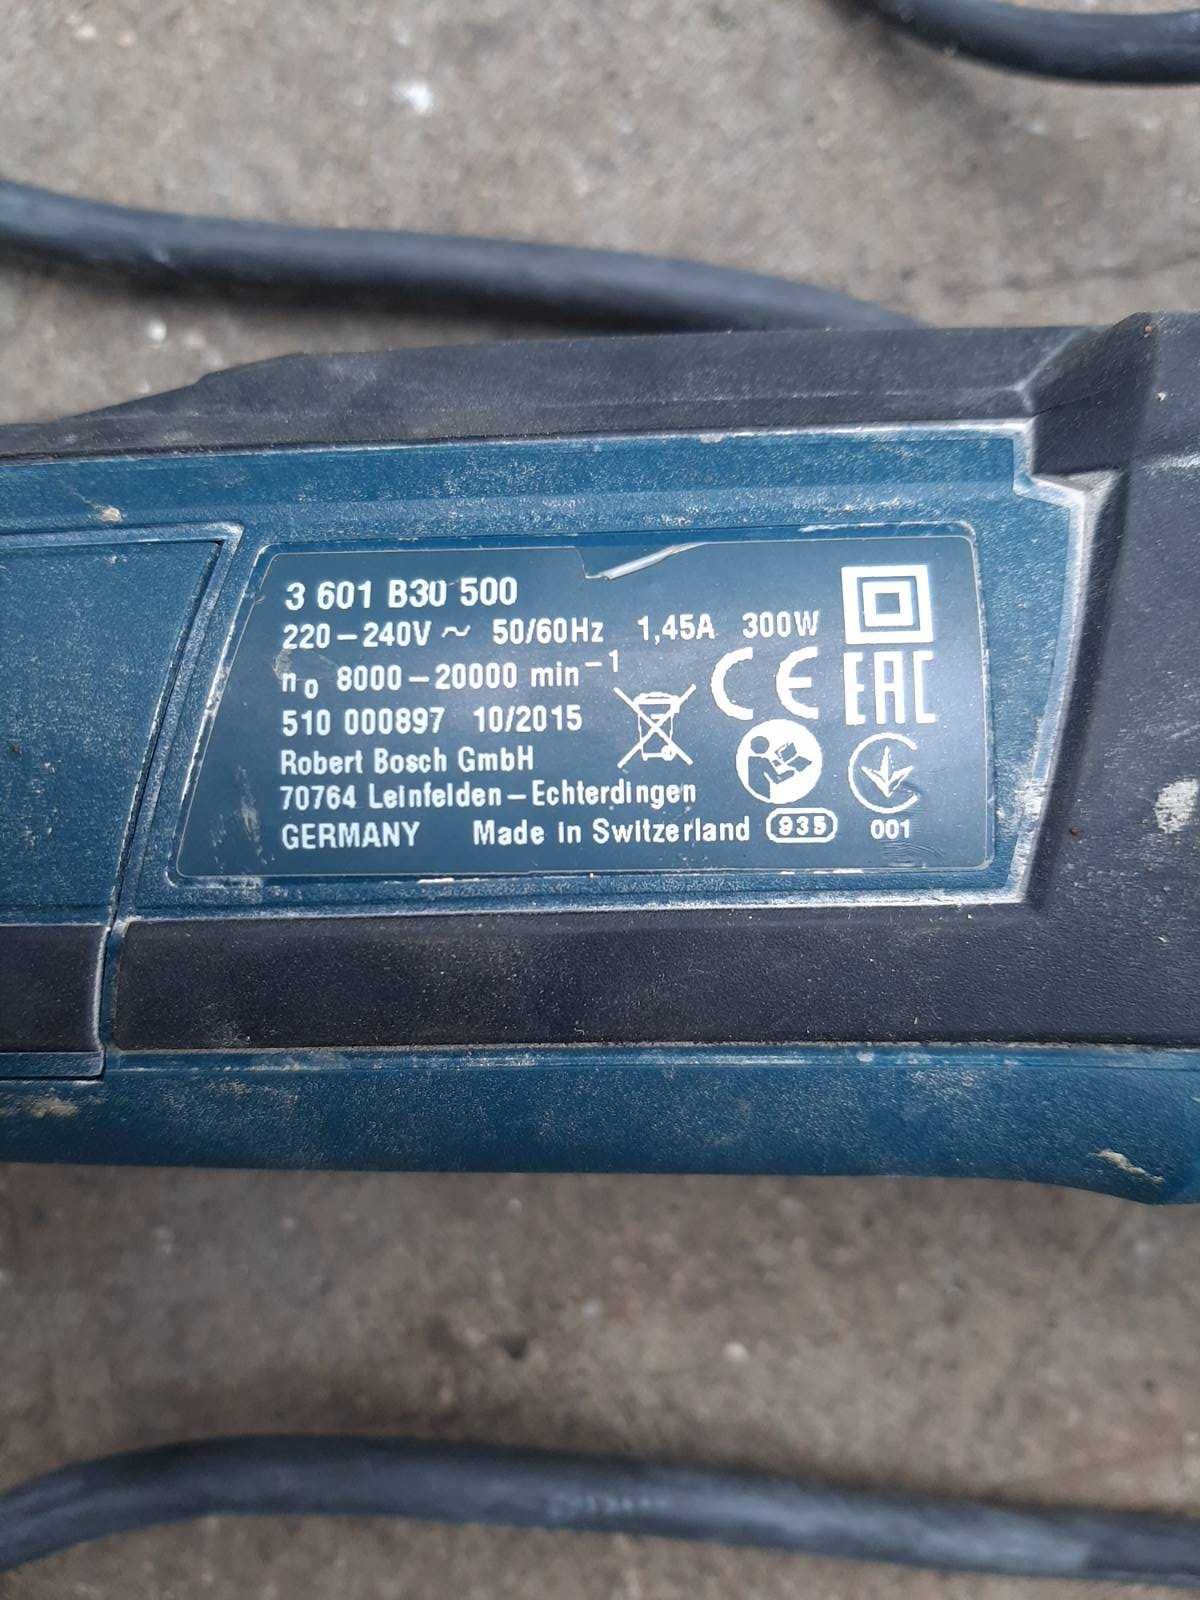 3 601 B30 500
220-240V ~ 50/60Hz 1,45A 300W
n₀ 8000-20000 min⁻¹
510 000897 10/2015
CE EAC
Robert Bosch GmbH
70764 Leinfelden-Echterdingen
GERMANY Made in Switzerland 935 001